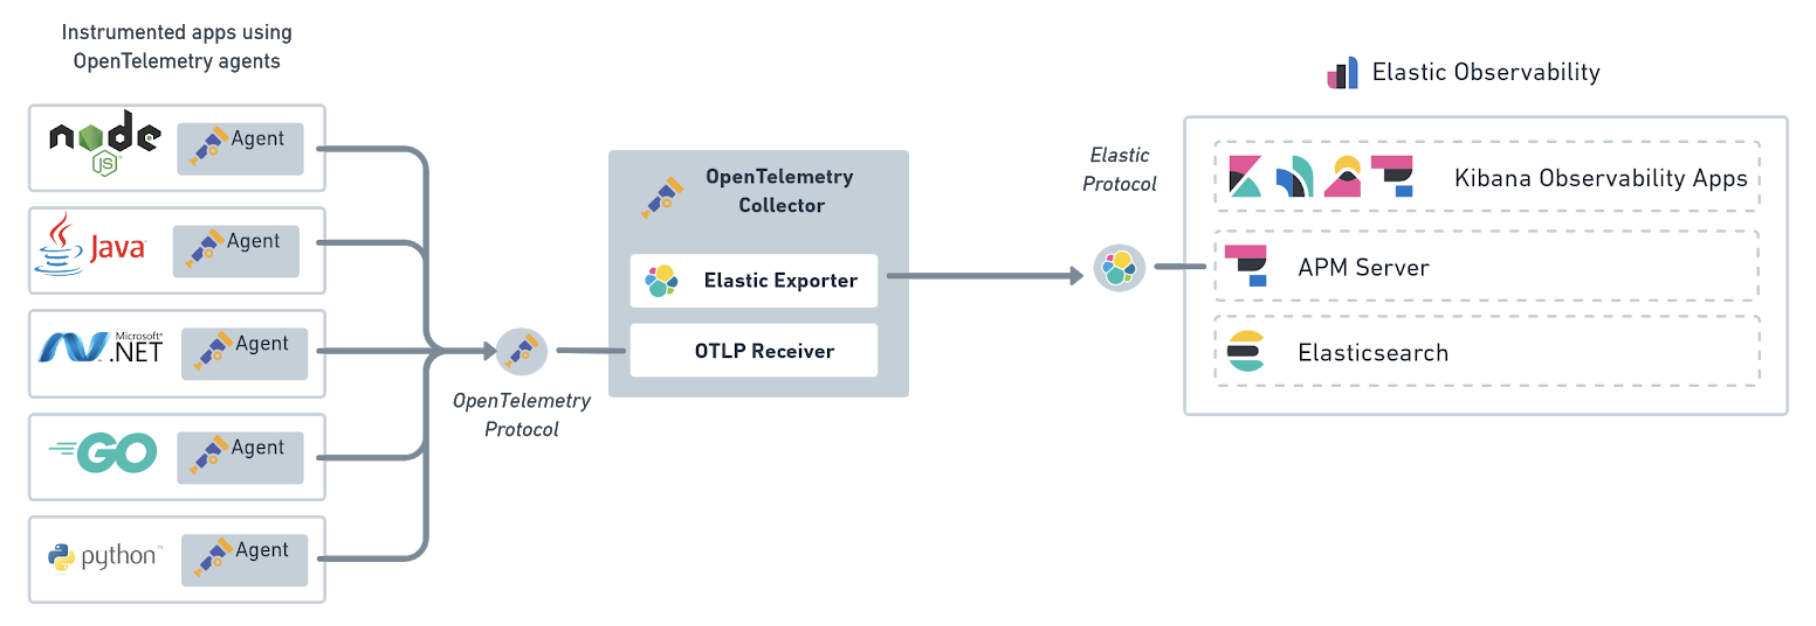 Instrumented apps using
OpenTelemetry agents
node
JS
Agent
Java
Agent
Microsoft
.NET
Agent
GO
Agent
python
Agent
OpenTelemetry
Protocol
OpenTelemetry
Collector
Elastic Exporter
OTLP Receiver
Elastic
Protocol
Elastic Observability
Kibana Observability Apps
APM Server
Elasticsearch